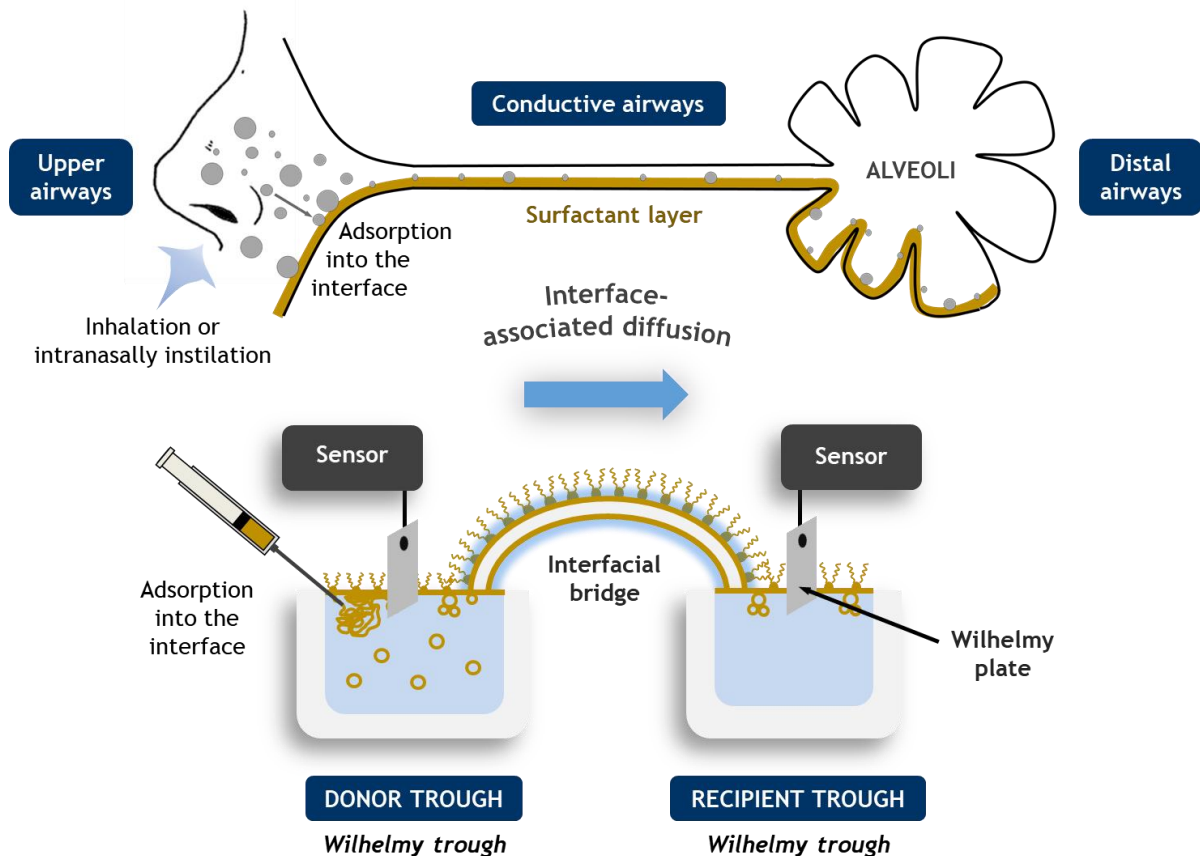 Conductive airways
Upper
airways
ALVEOLI
Distal
airways
Surfactant layer
Adsorption
into the
interface
Inhalation or
intranasally instilation
Interface-
associated diffusion
Sensor
Sensor
Adsorption
into the
interface
Interfacial
bridge
Wilhelmy
plate
DONOR TROUGH
RECIPIENT TROUGH
Wilhelmy trough
Wilhelmy trough